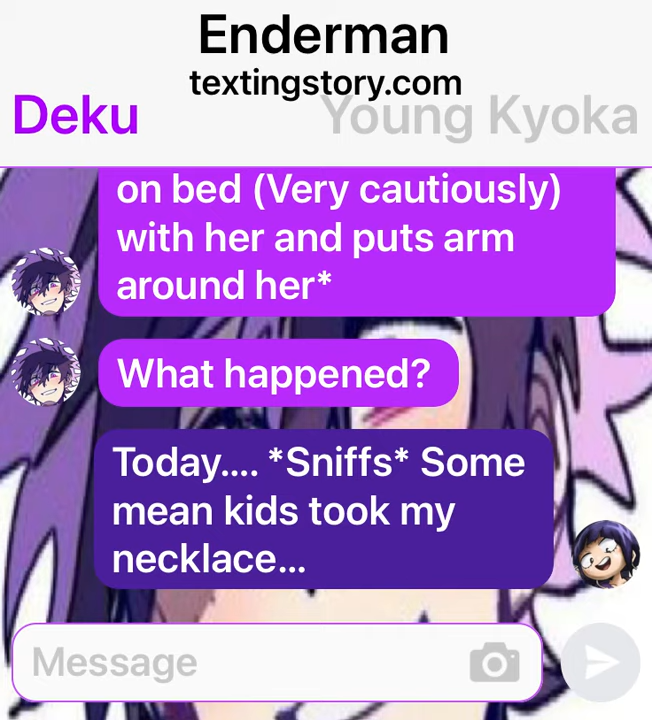 Enderman
textingstory.com
Deku Young Kyoka
on bed (Very cautiously)
with her and puts arm
around her*
What happened?
Today.... *Sniffs* Some
mean kids took my
necklace...
Message